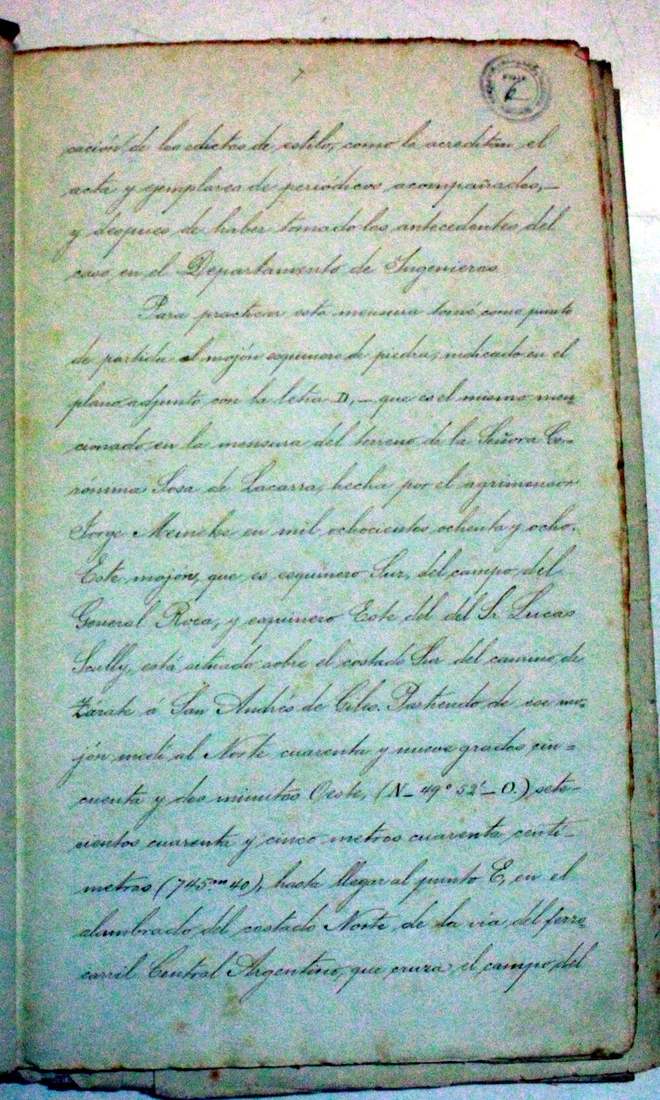 cación de los edictos de estilo, como lo acreditan el
acta y ejemplares de periódicos acompañados,—
y despues de haber tomado los antecedentes del
caso en el Departamento de Ingenieros.
Para practicar esta mensura tomé como punto
de partida el mojón esquinero de piedra, indicado en el
plano adjunto con la letra D,— que es el mismo men
cionado en la mensura del terreno de la Señora Ge-
rónima Sosa de Lacarra, hecha por el agrimensor
Jorge Meineke en mil ochocientos ochenta y ocho.
Este mojón, que es esquinero Sur, del campo del
General Roca, y esquinero Este del del Sr Lucas
Scully, está situado sobre el costado Sur del camino de
Zárate á San Andrés de Giles. Partiendo de ese mo-
jón medí al Norte cuarenta y nueve grados cin-
cuenta y dos minutos Oeste, (N— 49° 52'— O.) sete-
cientos cuarenta y cinco metros cuarenta centí-
metros (745ᵐ 40), hasta llegar al punto E, en el
alambrado del costado Norte de la via del ferro
carril Central Argentino, que cruza el campo del